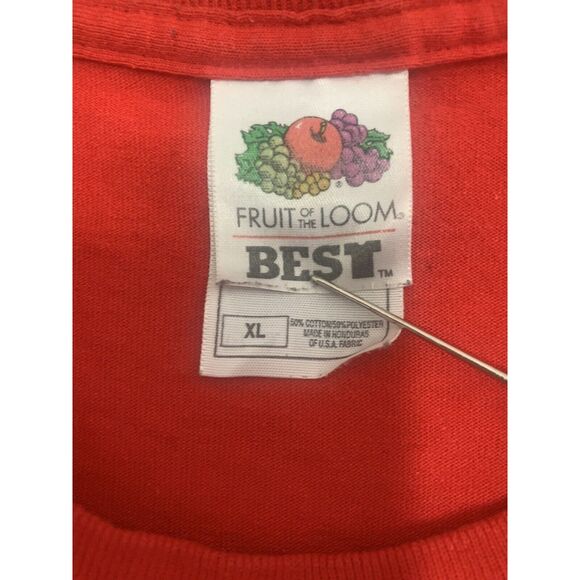 FRUIT OF THE LOOM®
BEST™
XL
50% COTTON/50% POLYESTER
MADE IN HONDURAS
OF U.S.A. FABRIC